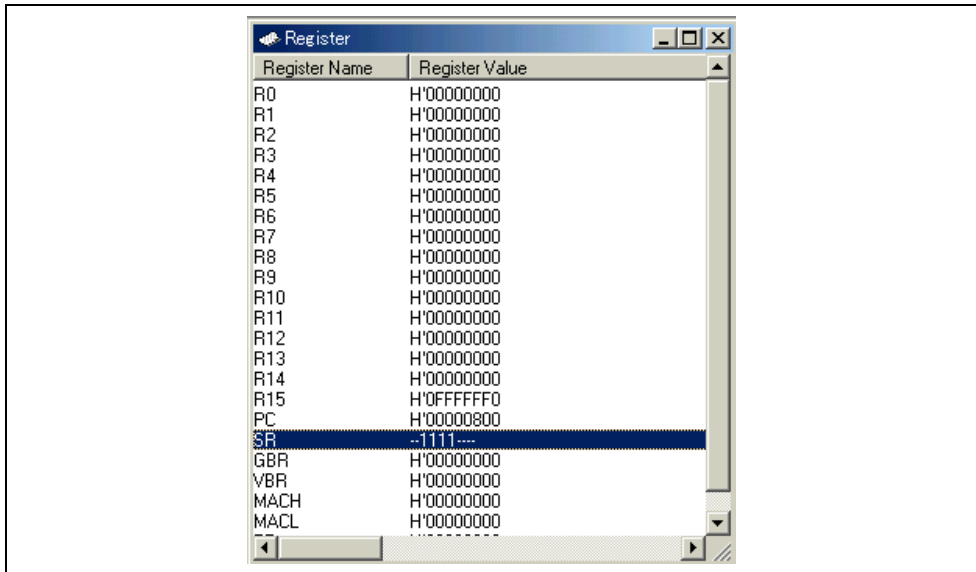 Register
Register Name Register Value
R0 H'00000000
R1 H'00000000
R2 H'00000000
R3 H'00000000
R4 H'00000000
R5 H'00000000
R6 H'00000000
R7 H'00000000
R8 H'00000000
R9 H'00000000
R10 H'00000000
R11 H'00000000
R12 H'00000000
R13 H'00000000
R14 H'00000000
R15 H'0FFFFFF0
PC H'00000800
SR --1111----
GBR H'00000000
VBR H'00000000
MACH H'00000000
MACL H'00000000